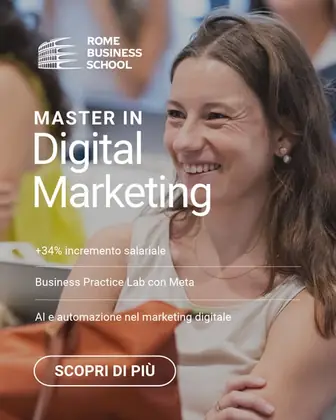 ROME
BUSINESS
SCHOOL
MASTER IN
Digital
Marketing
+34% incremento salariale
Business Practice Lab con Meta
AI e automazione nel marketing digitale
SCOPRI DI PIÙ